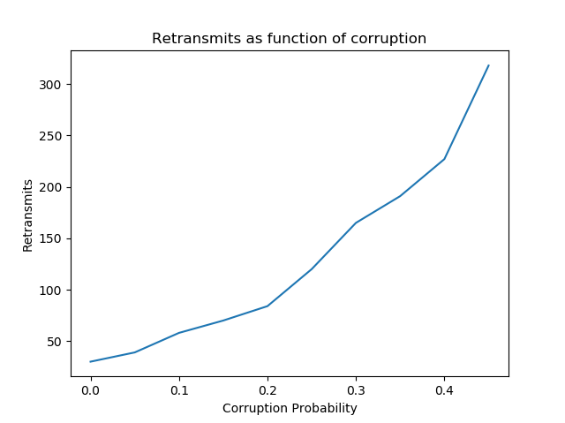 Retransmits as function of corruption
300
250
200
150
100
50
Retransmits
0.0 0.1 0.2 0.3 0.4
Corruption Probability